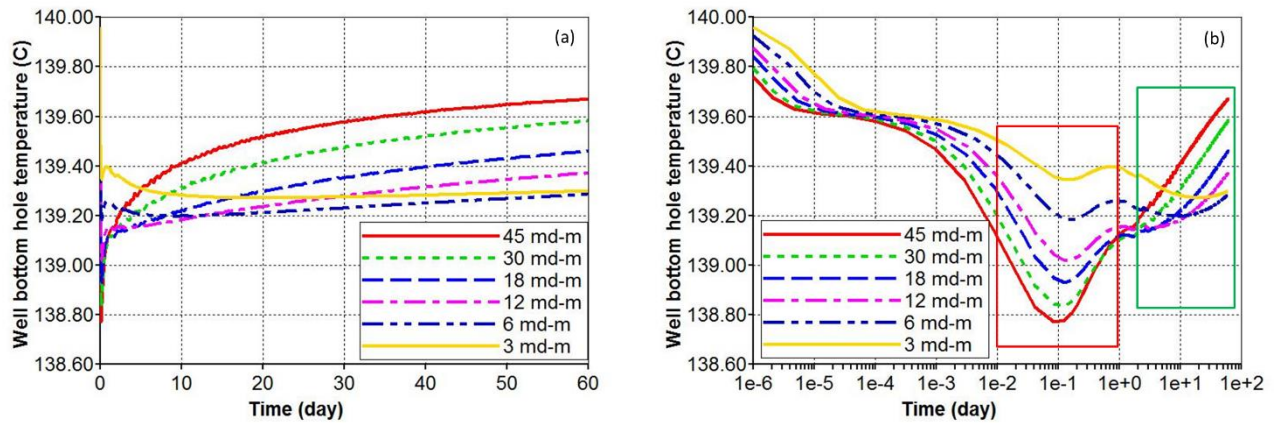 (a)
Well bottom hole temperature (C)
140.00
139.80
139.60
139.40
139.20
139.00
138.80
138.60
0 10 20 30 40 50 60
Time (day)
45 md-m
30 md-m
18 md-m
12 md-m
6 md-m
3 md-m
(b)
Well bottom hole temperature (C)
140.00
139.80
139.60
139.40
139.20
139.00
138.80
138.60
1e-6 1e-5 1e-4 1e-3 1e-2 1e-1 1e+0 1e+1 1e+2
Time (day)
45 md-m
30 md-m
18 md-m
12 md-m
6 md-m
3 md-m